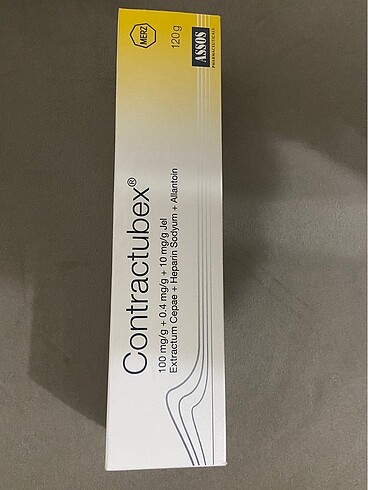 Contractubex®
100 mg/g + 0.4 mg/g + 10 mg/g Jel
Extractum Cepae + Heparin Sodyum + Allantoin
MERZ
120 g
ASSOS
PHARMACEUTICALS